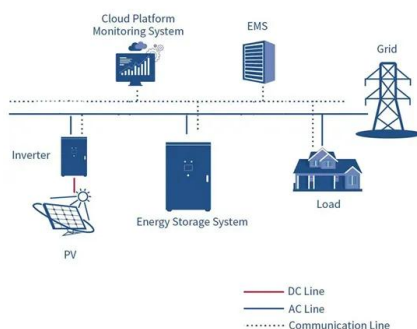 Cloud Platform
Monitoring System
EMS
Grid
Inverter
Energy Storage System
Load
PV
DC Line
AC Line
Communication Line